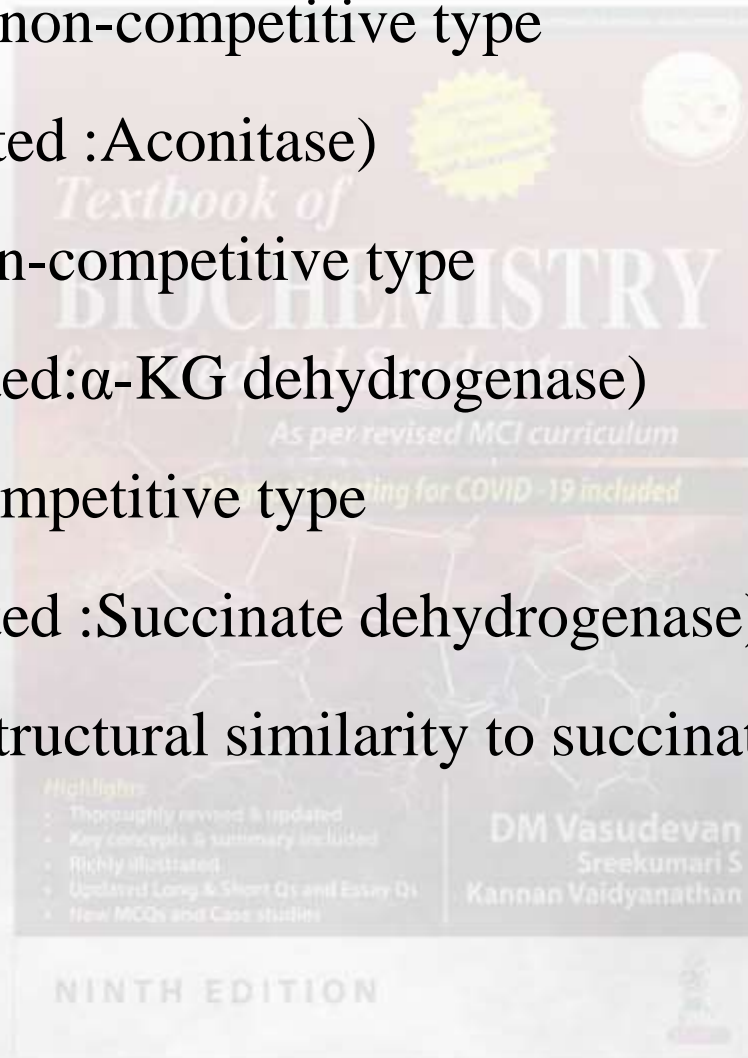 non-competitive type
ted :Aconitase)
Textbook of
n-competitive type
BIOCHEMISTRY
ed:α-KG dehydrogenase)
As per revised MCI curriculum
mpetitive type
ting for COVID-19 included
ed :Succinate dehydrogenase)
tructural similarity to succinat
Highlights
• Thoroughly revised & updated
• Key concepts & summary included
• Richly illustrated
• Updated Long & Short Qs and Essay Qs
• New MCQs and Case studies
DM Vasudevan
Sreekumari S
Kannan Vaidyanathan
NINTH EDITION